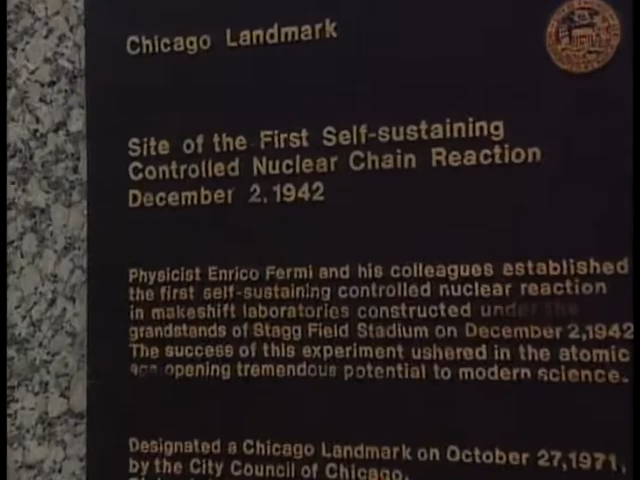 Chicago Landmark
Site of the First Self-sustaining
Controlled Nuclear Chain Reaction
December 2, 1942
Physicist Enrico Fermi and his colleagues established
the first self-sustaining controlled nuclear reaction
in makeshift laboratories constructed under the
grandstands of Stagg Field Stadium on December 2, 1942
The success of this experiment ushered in the atomic
age opening tremendous potential to modern science.
Designated a Chicago Landmark on October 27, 1971,
by the City Council of Chicago.